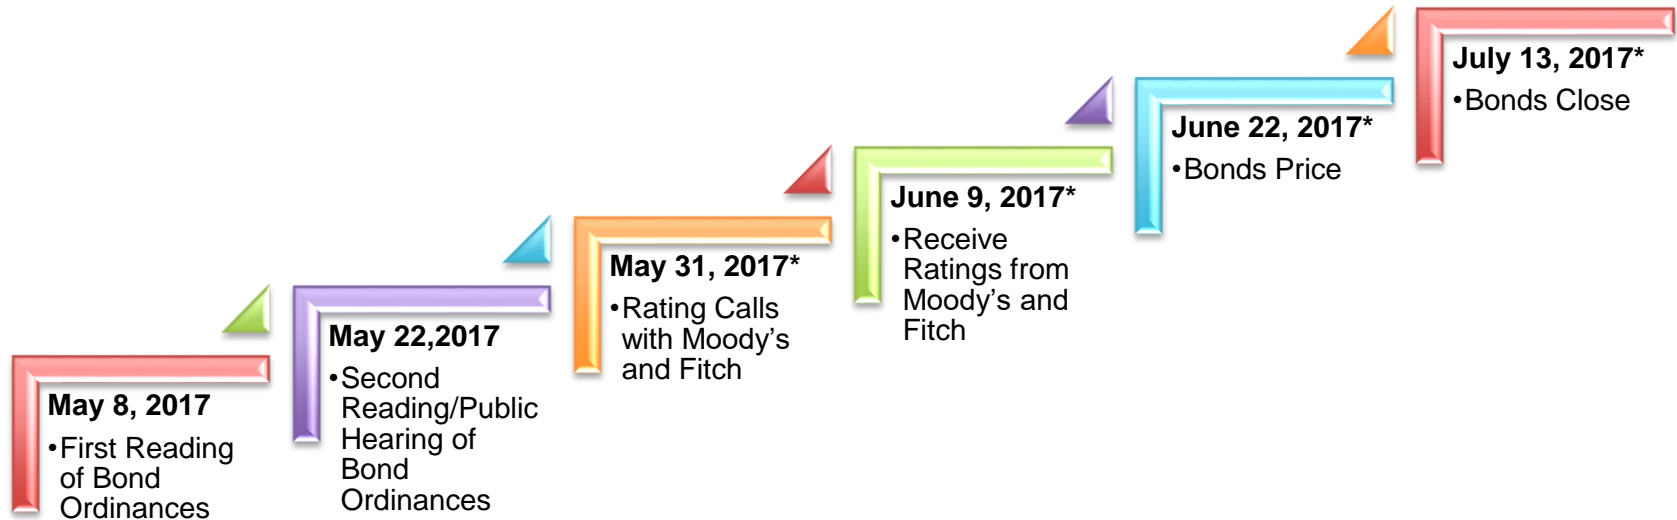 May 8, 2017
•First Reading
of Bond
Ordinances
May 22,2017
•Second
Reading/Public
Hearing of
Bond
Ordinances
May 31, 2017*
•Rating Calls
with Moody’s
and Fitch
June 9, 2017*
•Receive
Ratings from
Moody’s and
Fitch
June 22, 2017*
•Bonds Price
July 13, 2017*
•Bonds Close